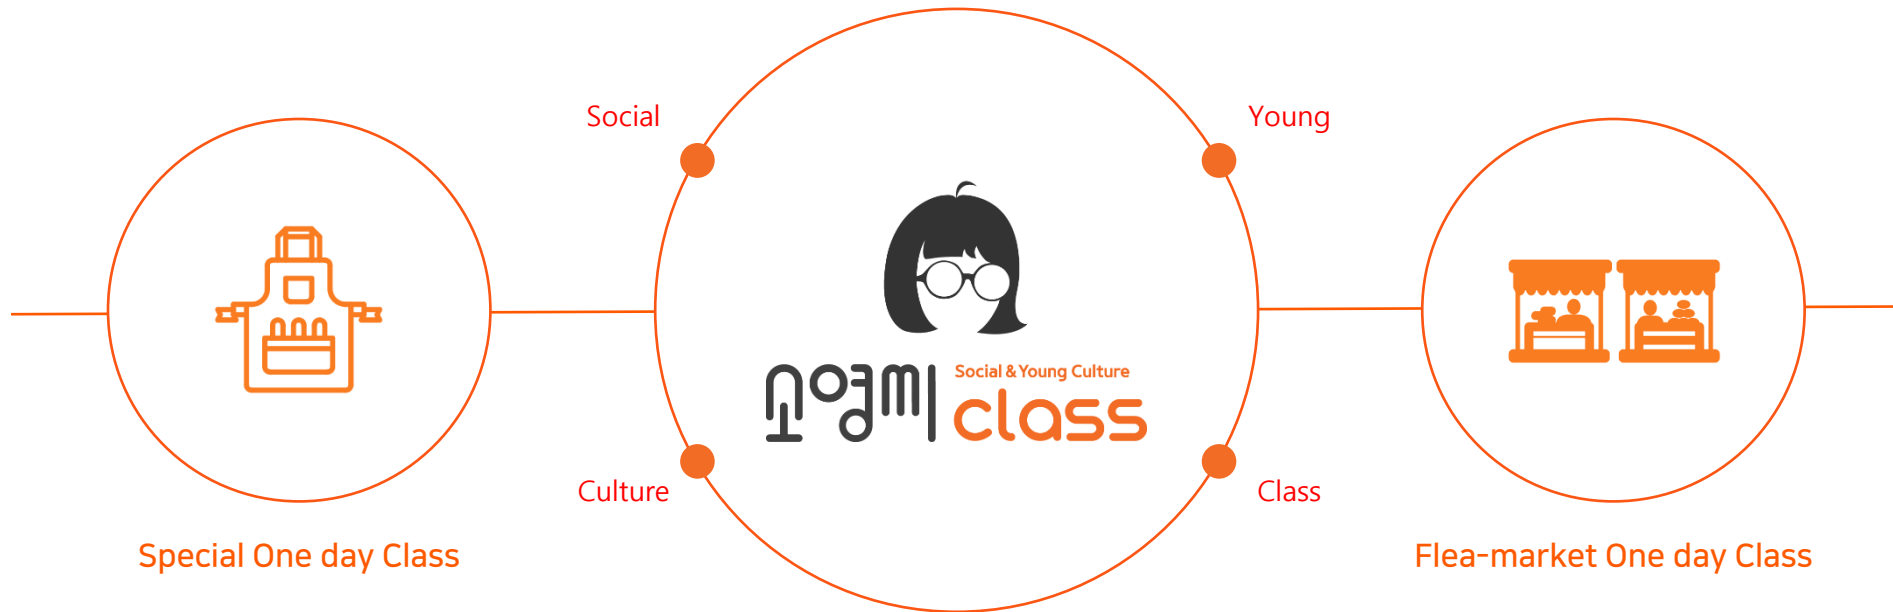 Social
Young
소영씨
Social & Young Culture
class
Culture
Class
Special One day Class
Flea-market One day Class